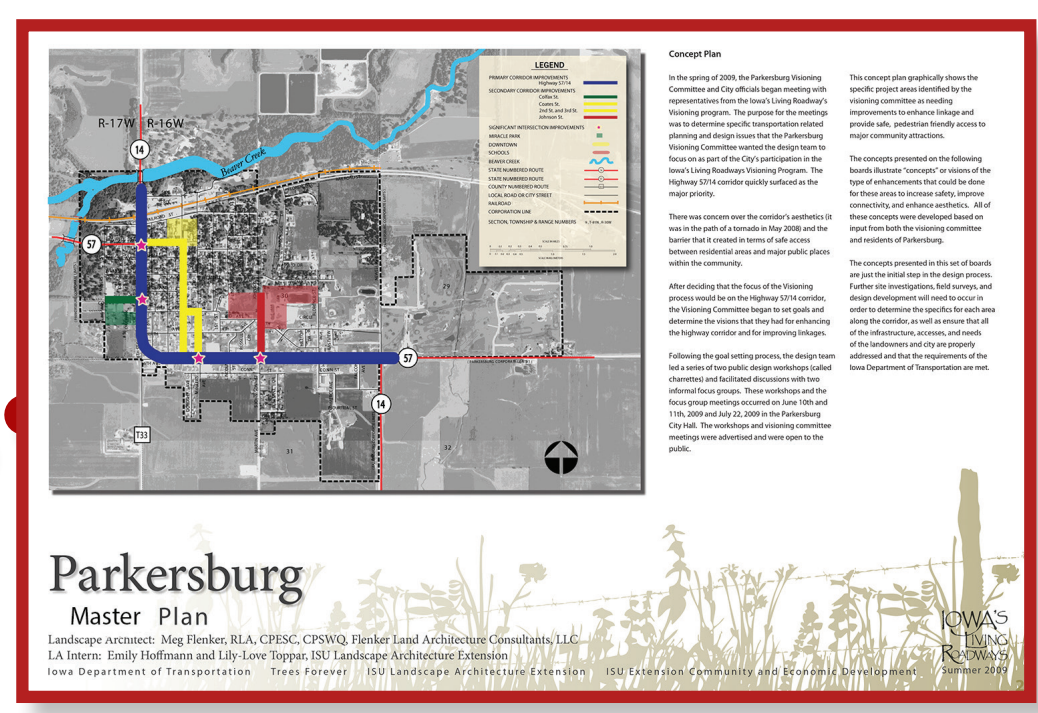 R-17W R-16W
14
Beaver Creek
RAILROAD ST
57
29
30
57
14
T33
31
32
LEGEND
PRIMARY CORRIDOR IMPROVEMENTS
Highway 57/14
SECONDARY CORRIDOR IMPROVEMENTS
Colfax St.
Coates St.
2nd St. and 3rd St.
Johnson St.
SIGNIFICANT INTERSECTION IMPROVEMENTS
MIRACLE PARK
DOWNTOWN
SCHOOLS
BEAVER CREEK
STATE NUMBERED ROUTE
STATE NUMBERED ROUTE
COUNTY NUMBERED ROUTE
LOCAL ROAD OR CITY STREET
RAILROAD
CORPORATION LINE
SECTION, TOWNSHIP & RANGE NUMBERS
Concept Plan
In the spring of 2009, the Parkersburg Visioning
Committee and City officials began meeting with
representatives from the Iowa's Living Roadway's
Visioning program. The purpose for the meetings
was to determine specific transportation related
planning and design issues that the Parkersburg
Visioning Committee wanted the design team to
focus on as part of the City's participation in the
Iowa's Living Roadways Visioning Program. The
Highway 57/14 corridor quickly surfaced as the
major priority.
There was concern over the corridor's aesthetics (it
was in the path of a tornado in May 2008) and the
barrier that it created in terms of safe access
between residential areas and major public places
within the community.
After deciding that the focus of the Visioning
process would be on the Highway 57/14 corridor,
the Visioning Committee began to set goals and
determine the visions that they had for enhancing
the highway corridor and for improving linkages.
Following the goal setting process, the design team
led a series of two public design workshops (called
charrettes) and facilitated discussions with two
informal focus groups. These workshops and the
focus group meetings occurred on June 10th and
11th, 2009 and July 22, 2009 in the Parkersburg
City Hall. The workshops and visioning committee
meetings were advertised and were open to the
public.
This concept plan graphically shows the
specific project areas identified by the
visioning committee as needing
improvements to enhance linkage and
provide safe, pedestrian friendly access to
major community attractions.
The concepts presented on the following
boards illustrate "concepts" or visions of the
type of enhancements that could be done
for these areas to increase safety, improve
connectivity, and enhance aesthetics. All of
these concepts were developed based on
input from both the visioning committee
and residents of Parkersburg.
The concepts presented in this set of boards
are just the initial step in the design process.
Further site investigations, field surveys, and
design development will need to occur in
order to determine the specifics for each area
along the corridor, as well as ensure that all
of the infrastructure, accesses, and needs
of the landowners and city are properly
addressed and that the requirements of the
Iowa Department of Transportation are met.
Parkersburg
Master Plan
Landscape Architect: Meg Flenker, RLA, CPESC, CPSWQ, Flenker Land Architecture Consultants, LLC
LA Intern: Emily Hoffmann and Lily-Love Toppar, ISU Landscape Architecture Extension
Iowa Department of Transportation Trees Forever ISU Landscape Architecture Extension ISU Extension Community and Economic Development
IOWA'S
LIVING
ROADWAYS
Summer 2009
2